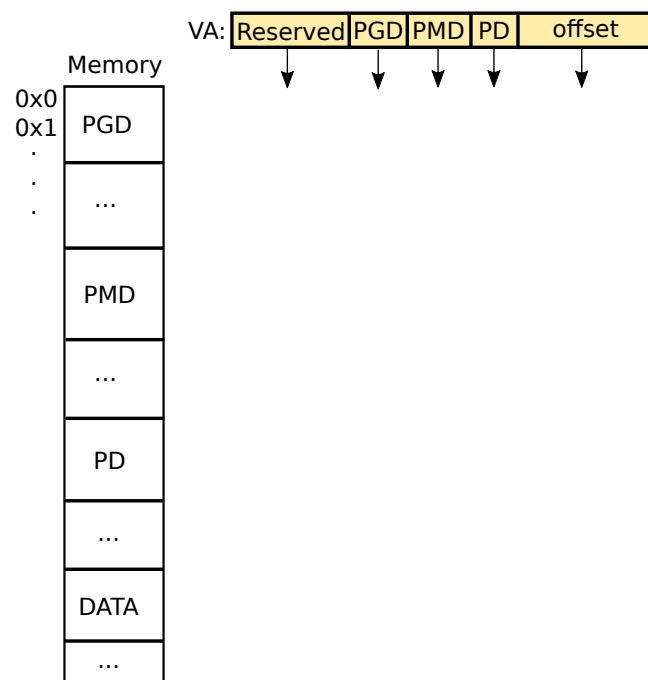 VA: Reserved PGD PMD PD offset
Memory
0x0
0x1 PGD
.
.
.
...
PMD
...
PD
...
DATA
...